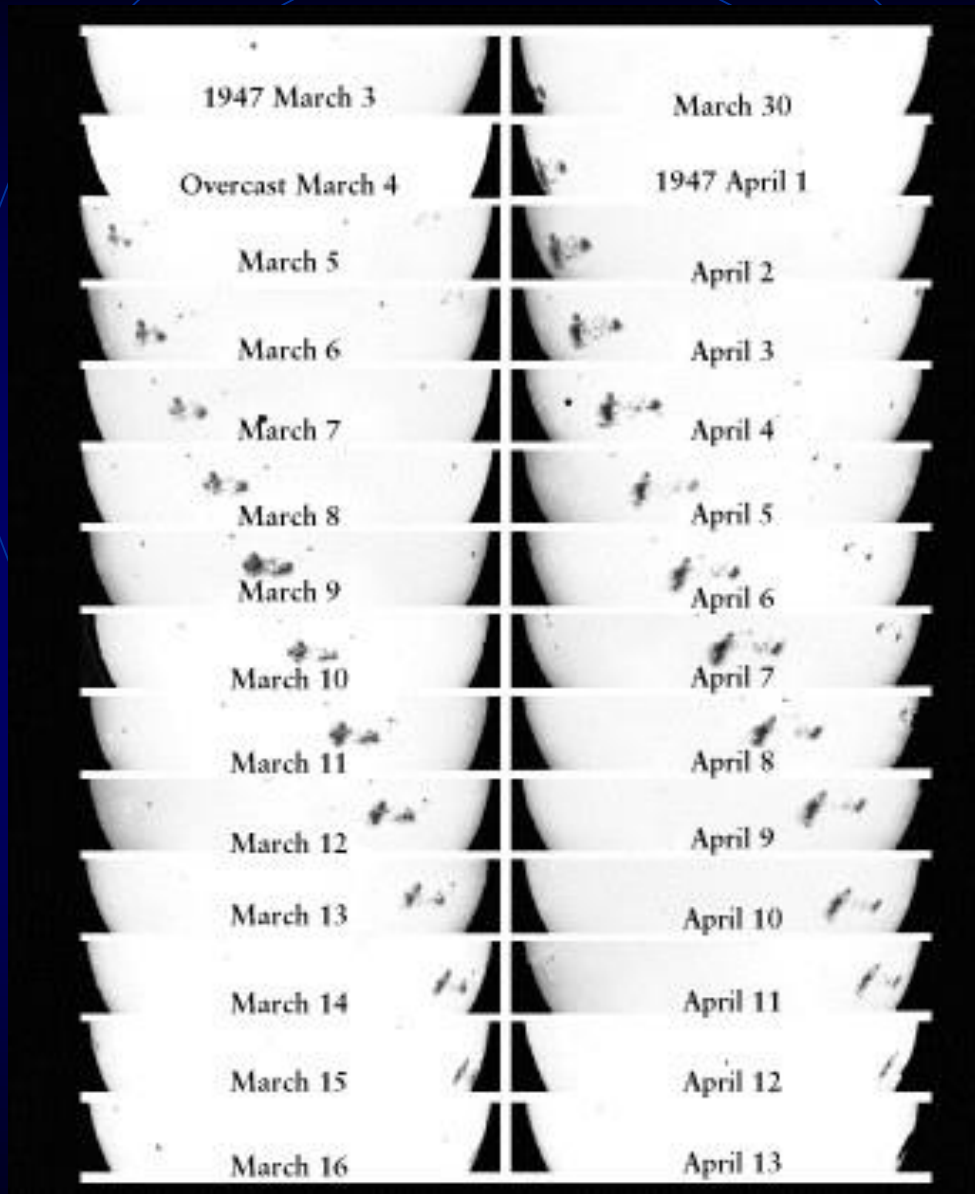 1947 March 3
Overcast March 4
March 5
March 6
March 7
March 8
March 9
March 10
March 11
March 12
March 13
March 14
March 15
March 16
March 30
1947 April 1
April 2
April 3
April 4
April 5
April 6
April 7
April 8
April 9
April 10
April 11
April 12
April 13